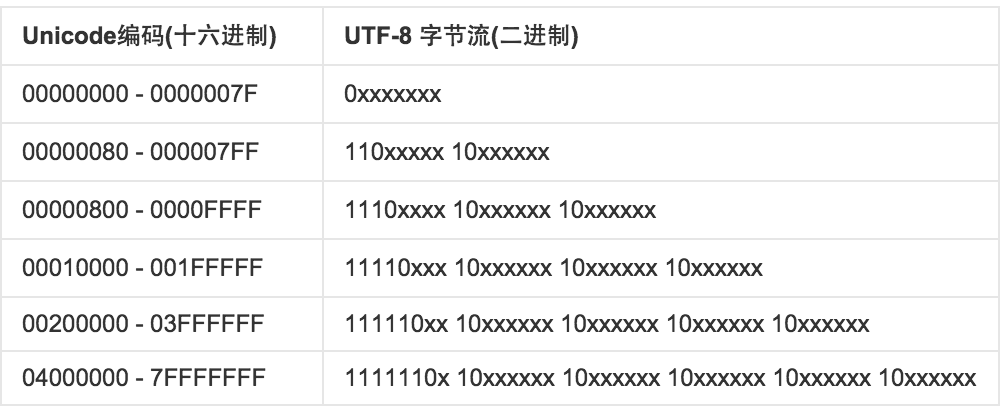 Unicode编码(十六进制) UTF-8 字节流(二进制)
00000000 - 0000007F 0xxxxxxx
00000080 - 000007FF 110xxxxx 10xxxxxx
00000800 - 0000FFFF 1110xxxx 10xxxxxx 10xxxxxx
00010000 - 001FFFFF 11110xxx 10xxxxxx 10xxxxxx 10xxxxxx
00200000 - 03FFFFFF 111110xx 10xxxxxx 10xxxxxx 10xxxxxx 10xxxxxx
04000000 - 7FFFFFFF 1111110x 10xxxxxx 10xxxxxx 10xxxxxx 10xxxxxx 10xxxxxx